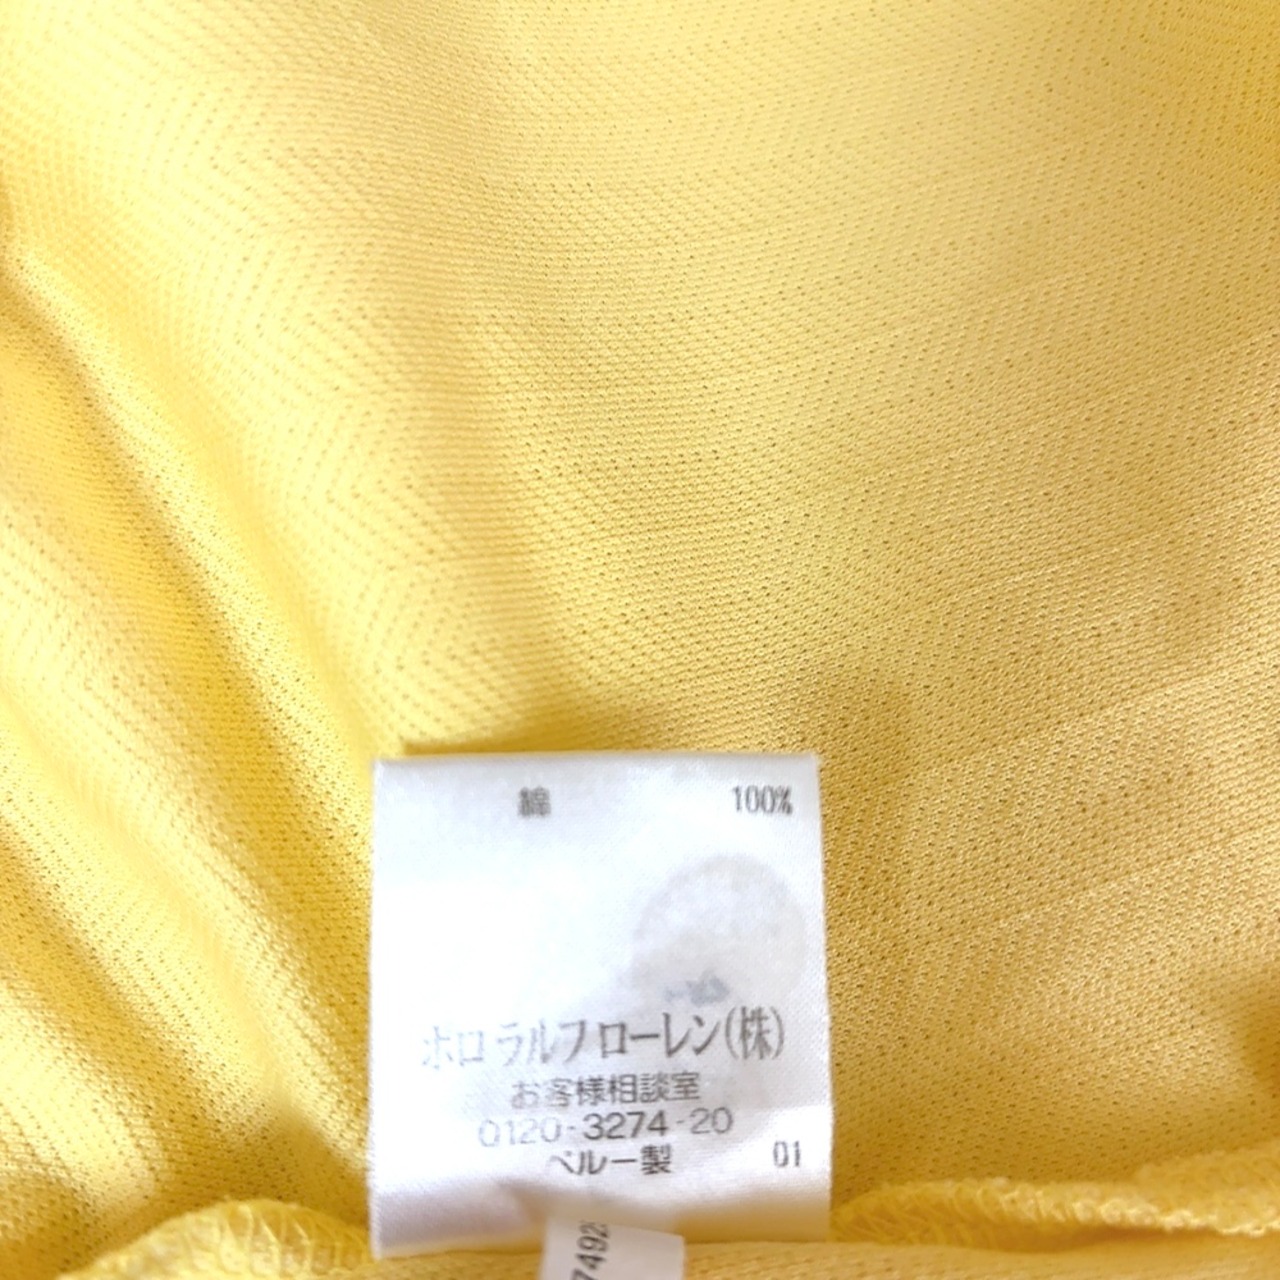 綿 100%
ポロ ラルフ ローレン(株)
お客様相談室
0120-3274-20
ペルー製 01
7492